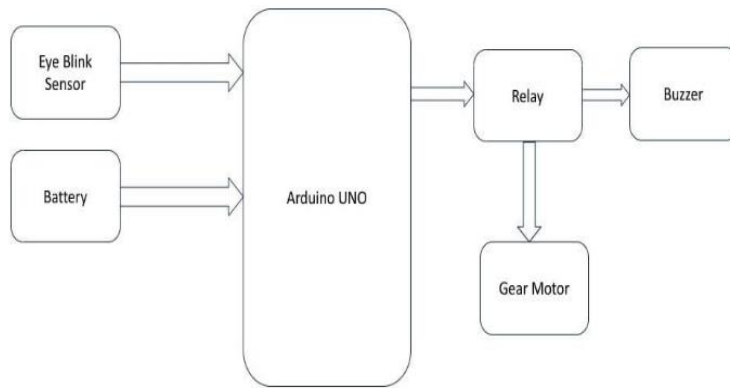 Eye Blink
Sensor
Battery
Arduino UNO
Relay
Buzzer
Gear Motor